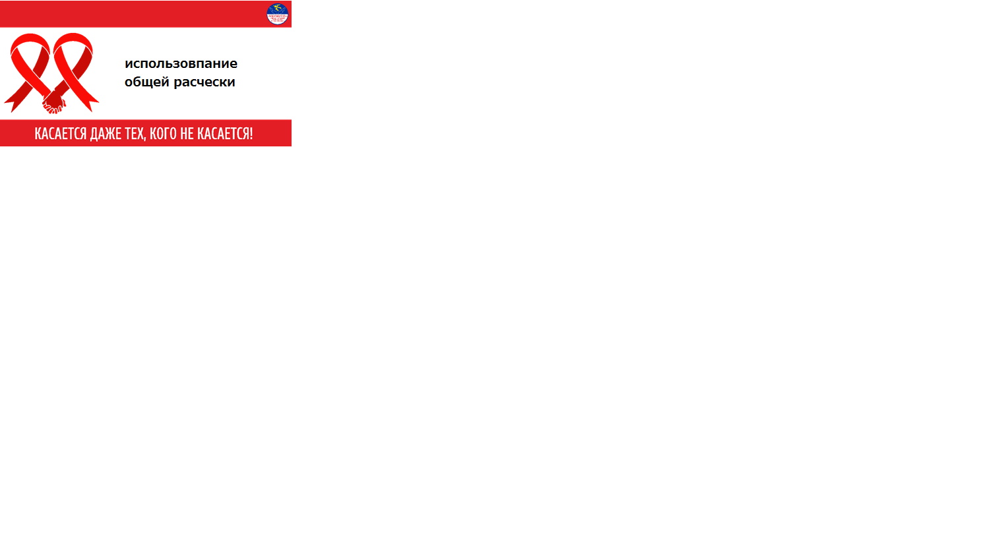 использовпание
общей расчески
КАСАЕТСЯ ДАЖЕ ТЕХ, КОГО НЕ КАСАЕТСЯ!